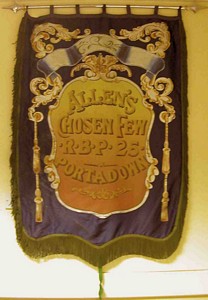 ALLEN'S
CHOSEN FEW
R.B.P. 25.
PORTADOWN